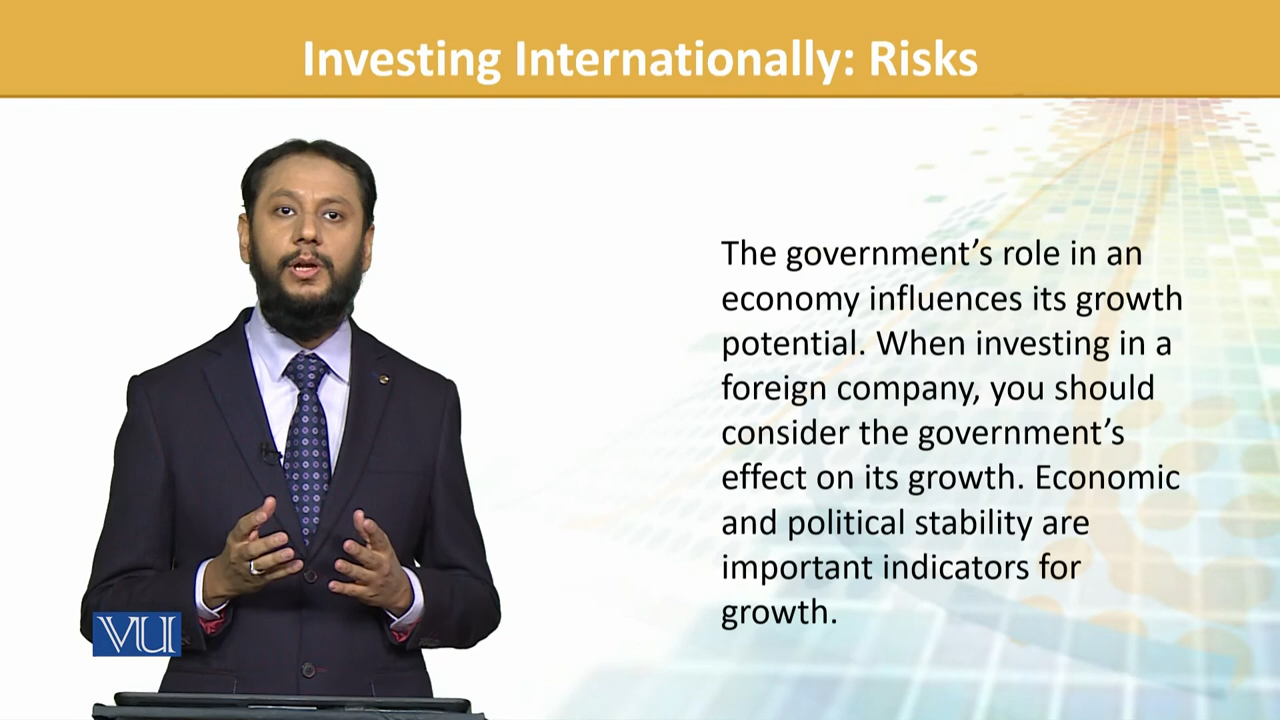 Investing Internationally: Risks
The government’s role in an
economy influences its growth
potential. When investing in a
foreign company, you should
consider the government’s
effect on its growth. Economic
and political stability are
important indicators for
growth.
VU